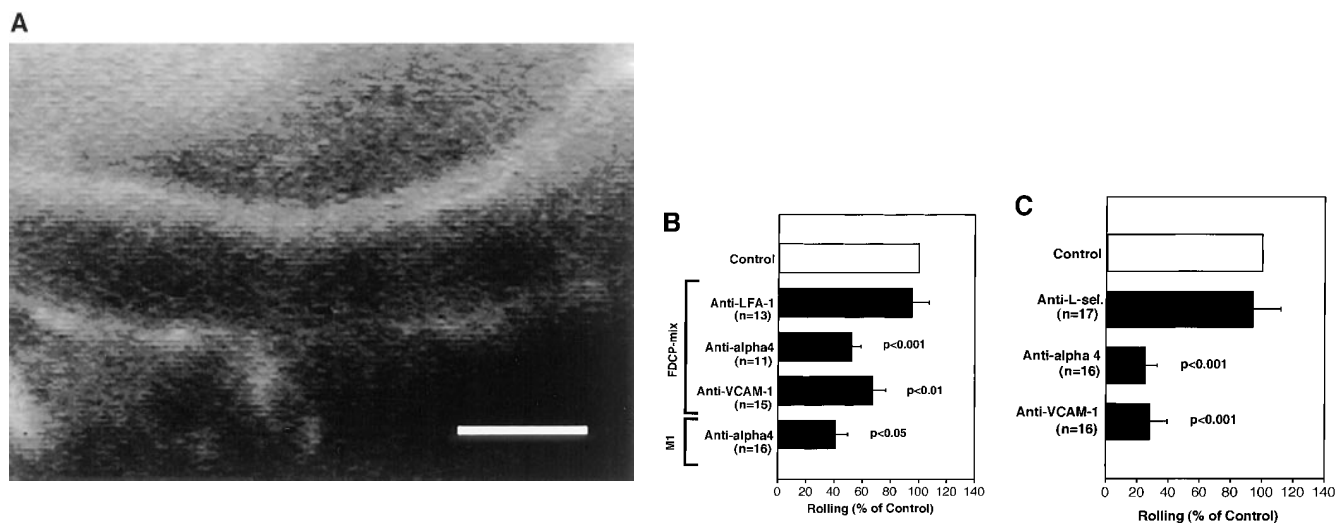 A
B
Control
FDCP-mix
Anti-LFA-1
(n=13)
Anti-alpha4
(n=11)
p<0.001
Anti-VCAM-1
(n=15)
p<0.01
M1
Anti-alpha4
(n=16)
p<0.05
0 20 40 60 80 100 120 140
Rolling (% of Control)
C
Control
Anti-L-sel.
(n=17)
Anti-alpha 4
(n=16)
p<0.001
Anti-VCAM-1
(n=16)
p<0.001
0 20 40 60 80 100 120 140
Rolling (% of Control)